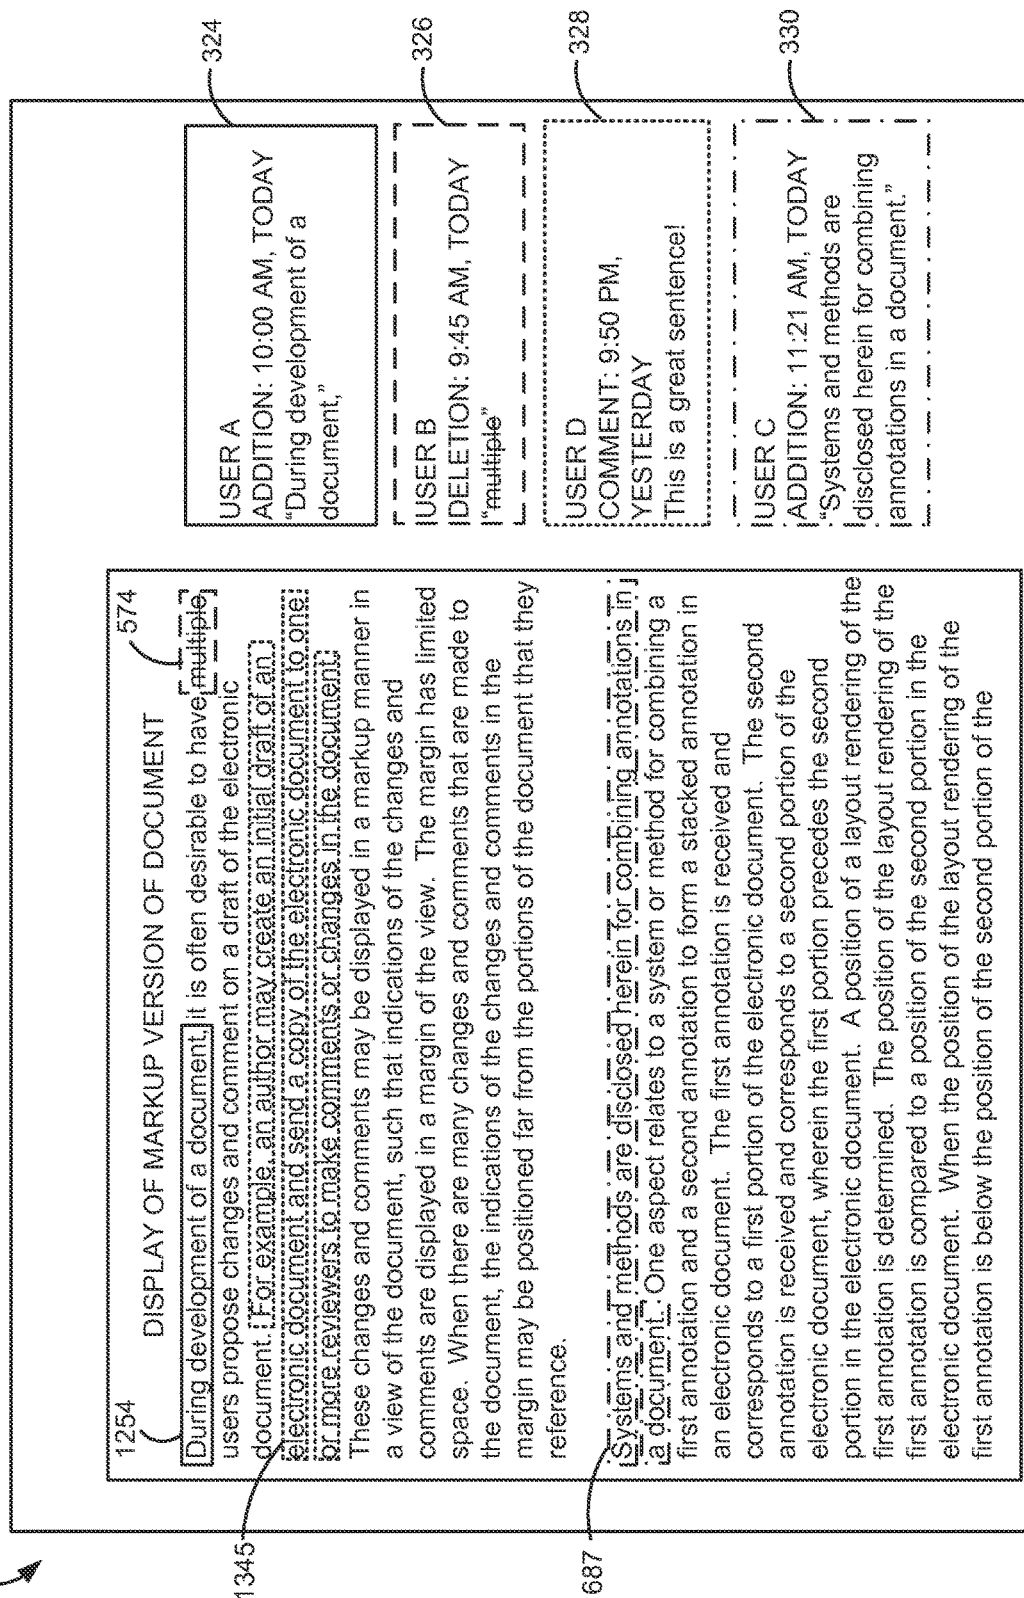 1254
DISPLAY OF MARKUP VERSION OF DOCUMENT
574
During development of a document, it is often desirable to have multiple
users propose changes and comment on a draft of the electronic
document. For example, an author may create an initial draft of an
electronic document and send a copy of the electronic document to one
or more reviewers to make comments or changes in the document.
These changes and comments may be displayed in a markup manner in
a view of the document, such that indications of the changes and
comments are displayed in a margin of the view. The margin has limited
space. When there are many changes and comments that are made to
the document, the indications of the changes and comments in the
margin may be positioned far from the portions of the document that they
reference.
Systems and methods are disclosed herein for combining annotations in
a document. One aspect relates to a system or method for combining a
first annotation and a second annotation to form a stacked annotation in
an electronic document. The first annotation is received and
corresponds to a first portion of the electronic document. The second
annotation is received and corresponds to a second portion of the
electronic document, wherein the first portion precedes the second
portion in the electronic document. A position of a layout rendering of the
first annotation is determined. The position of the layout rendering of the
first annotation is compared to a position of the second portion in the
electronic document. When the position of the layout rendering of the
first annotation is below the position of the second portion of the
1345
687
USER A
ADDITION: 10:00 AM, TODAY
“During development of a
document,”
324
USER B
DELETION: 9:45 AM, TODAY
“multiple”
326
USER D
COMMENT: 9:50 PM,
YESTERDAY
This is a great sentence!
328
USER C
ADDITION: 11:21 AM, TODAY
“Systems and methods are
disclosed herein for combining
annotations in a document.”
330